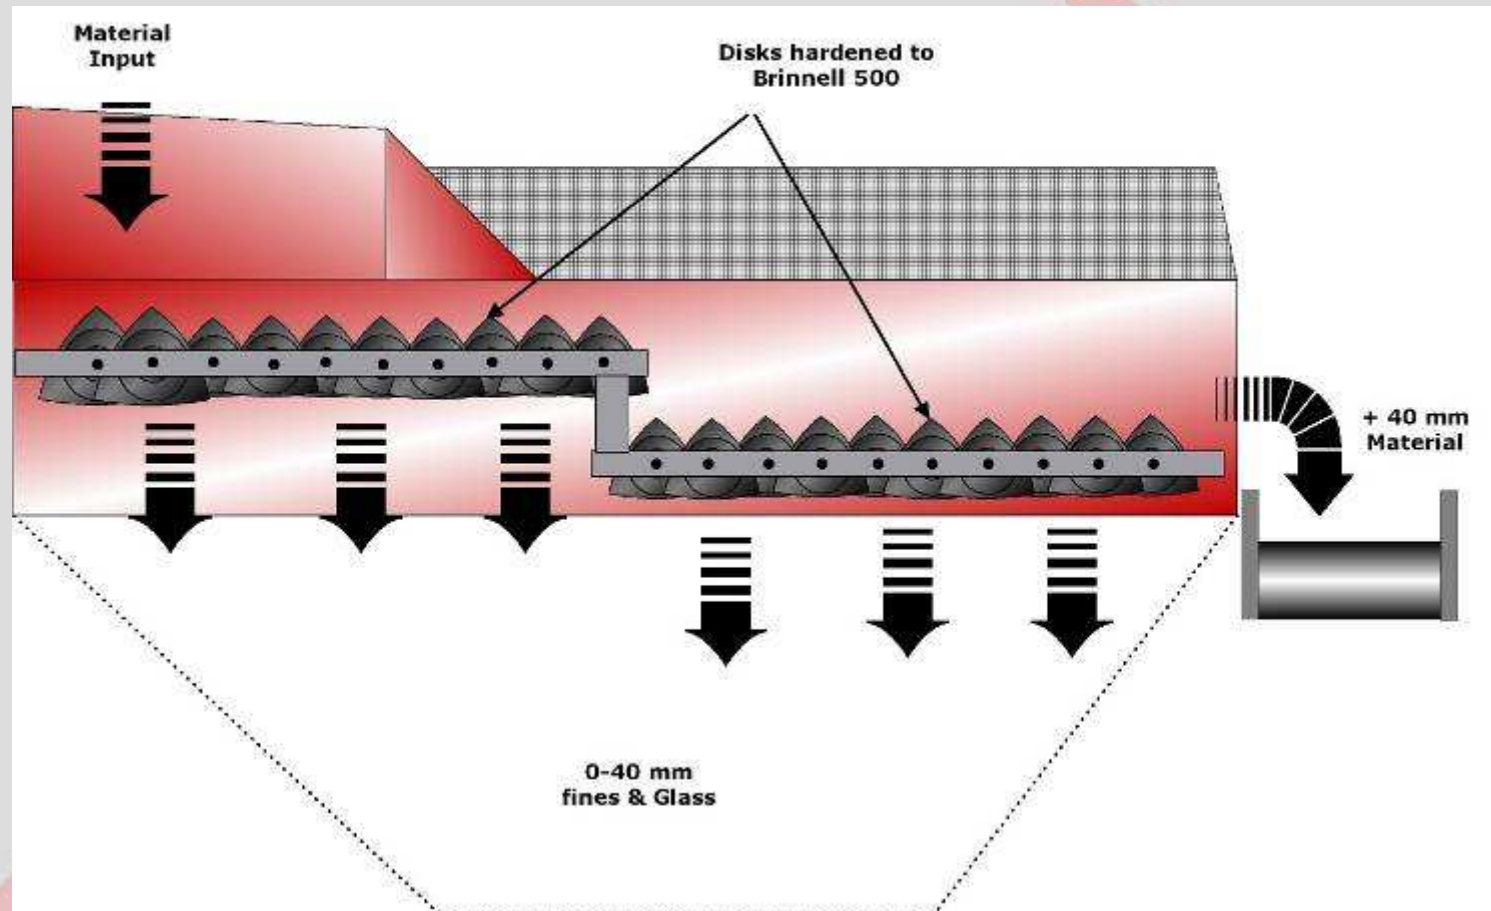 Material
Input
Disks hardened to
Brinnell 500
+ 40 mm
Material
0-40 mm
fines & Glass